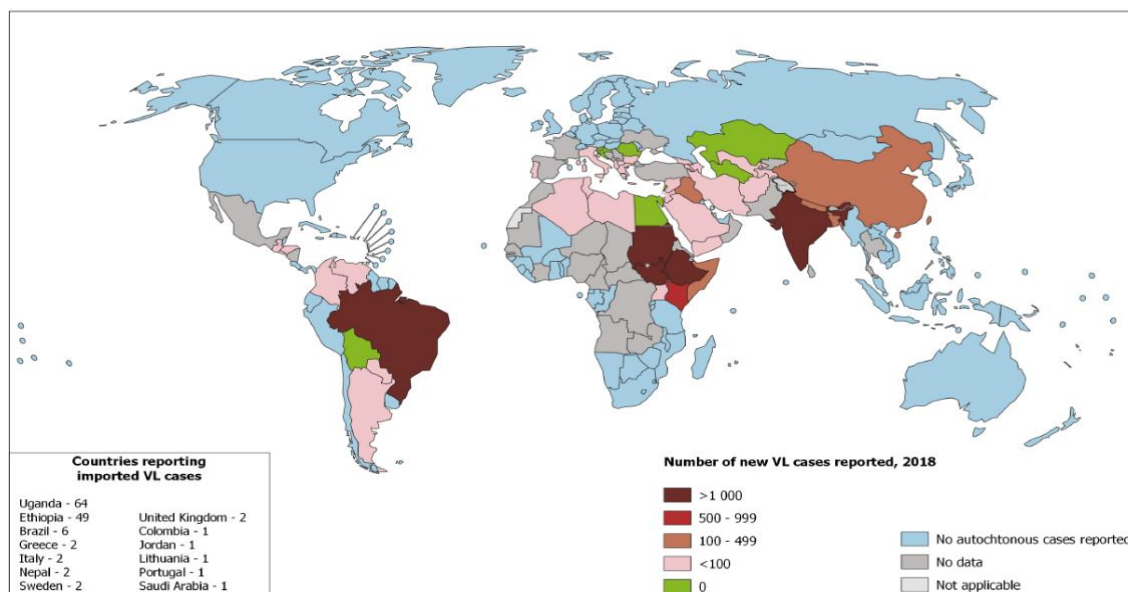 Countries reporting
imported VL cases
Uganda - 64
Ethiopia - 49
Brazil - 6
Greece - 2
Italy - 2
Nepal - 2
Sweden - 2
United Kingdom - 2
Colombia - 1
Jordan - 1
Lithuania - 1
Portugal - 1
Saudi Arabia - 1
Number of new VL cases reported, 2018
>1 000
500 - 999
100 - 499
<100
0
No autochtonous cases reported
No data
Not applicable